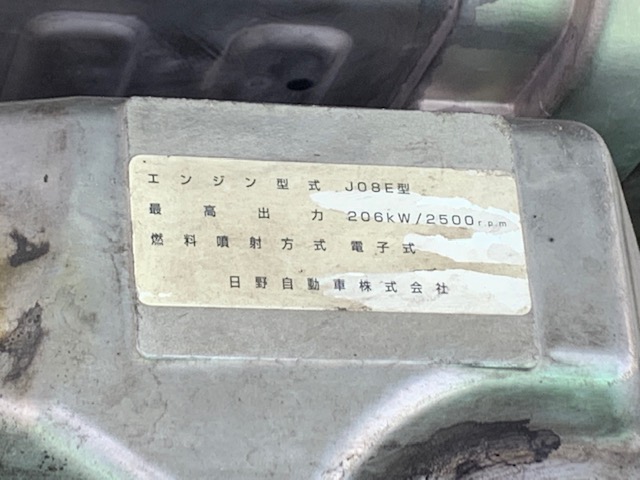 エンジン型式 J08E型
最高出力 206kW/2500rpm
燃料噴射方式 電子式
日野自動車株式会社